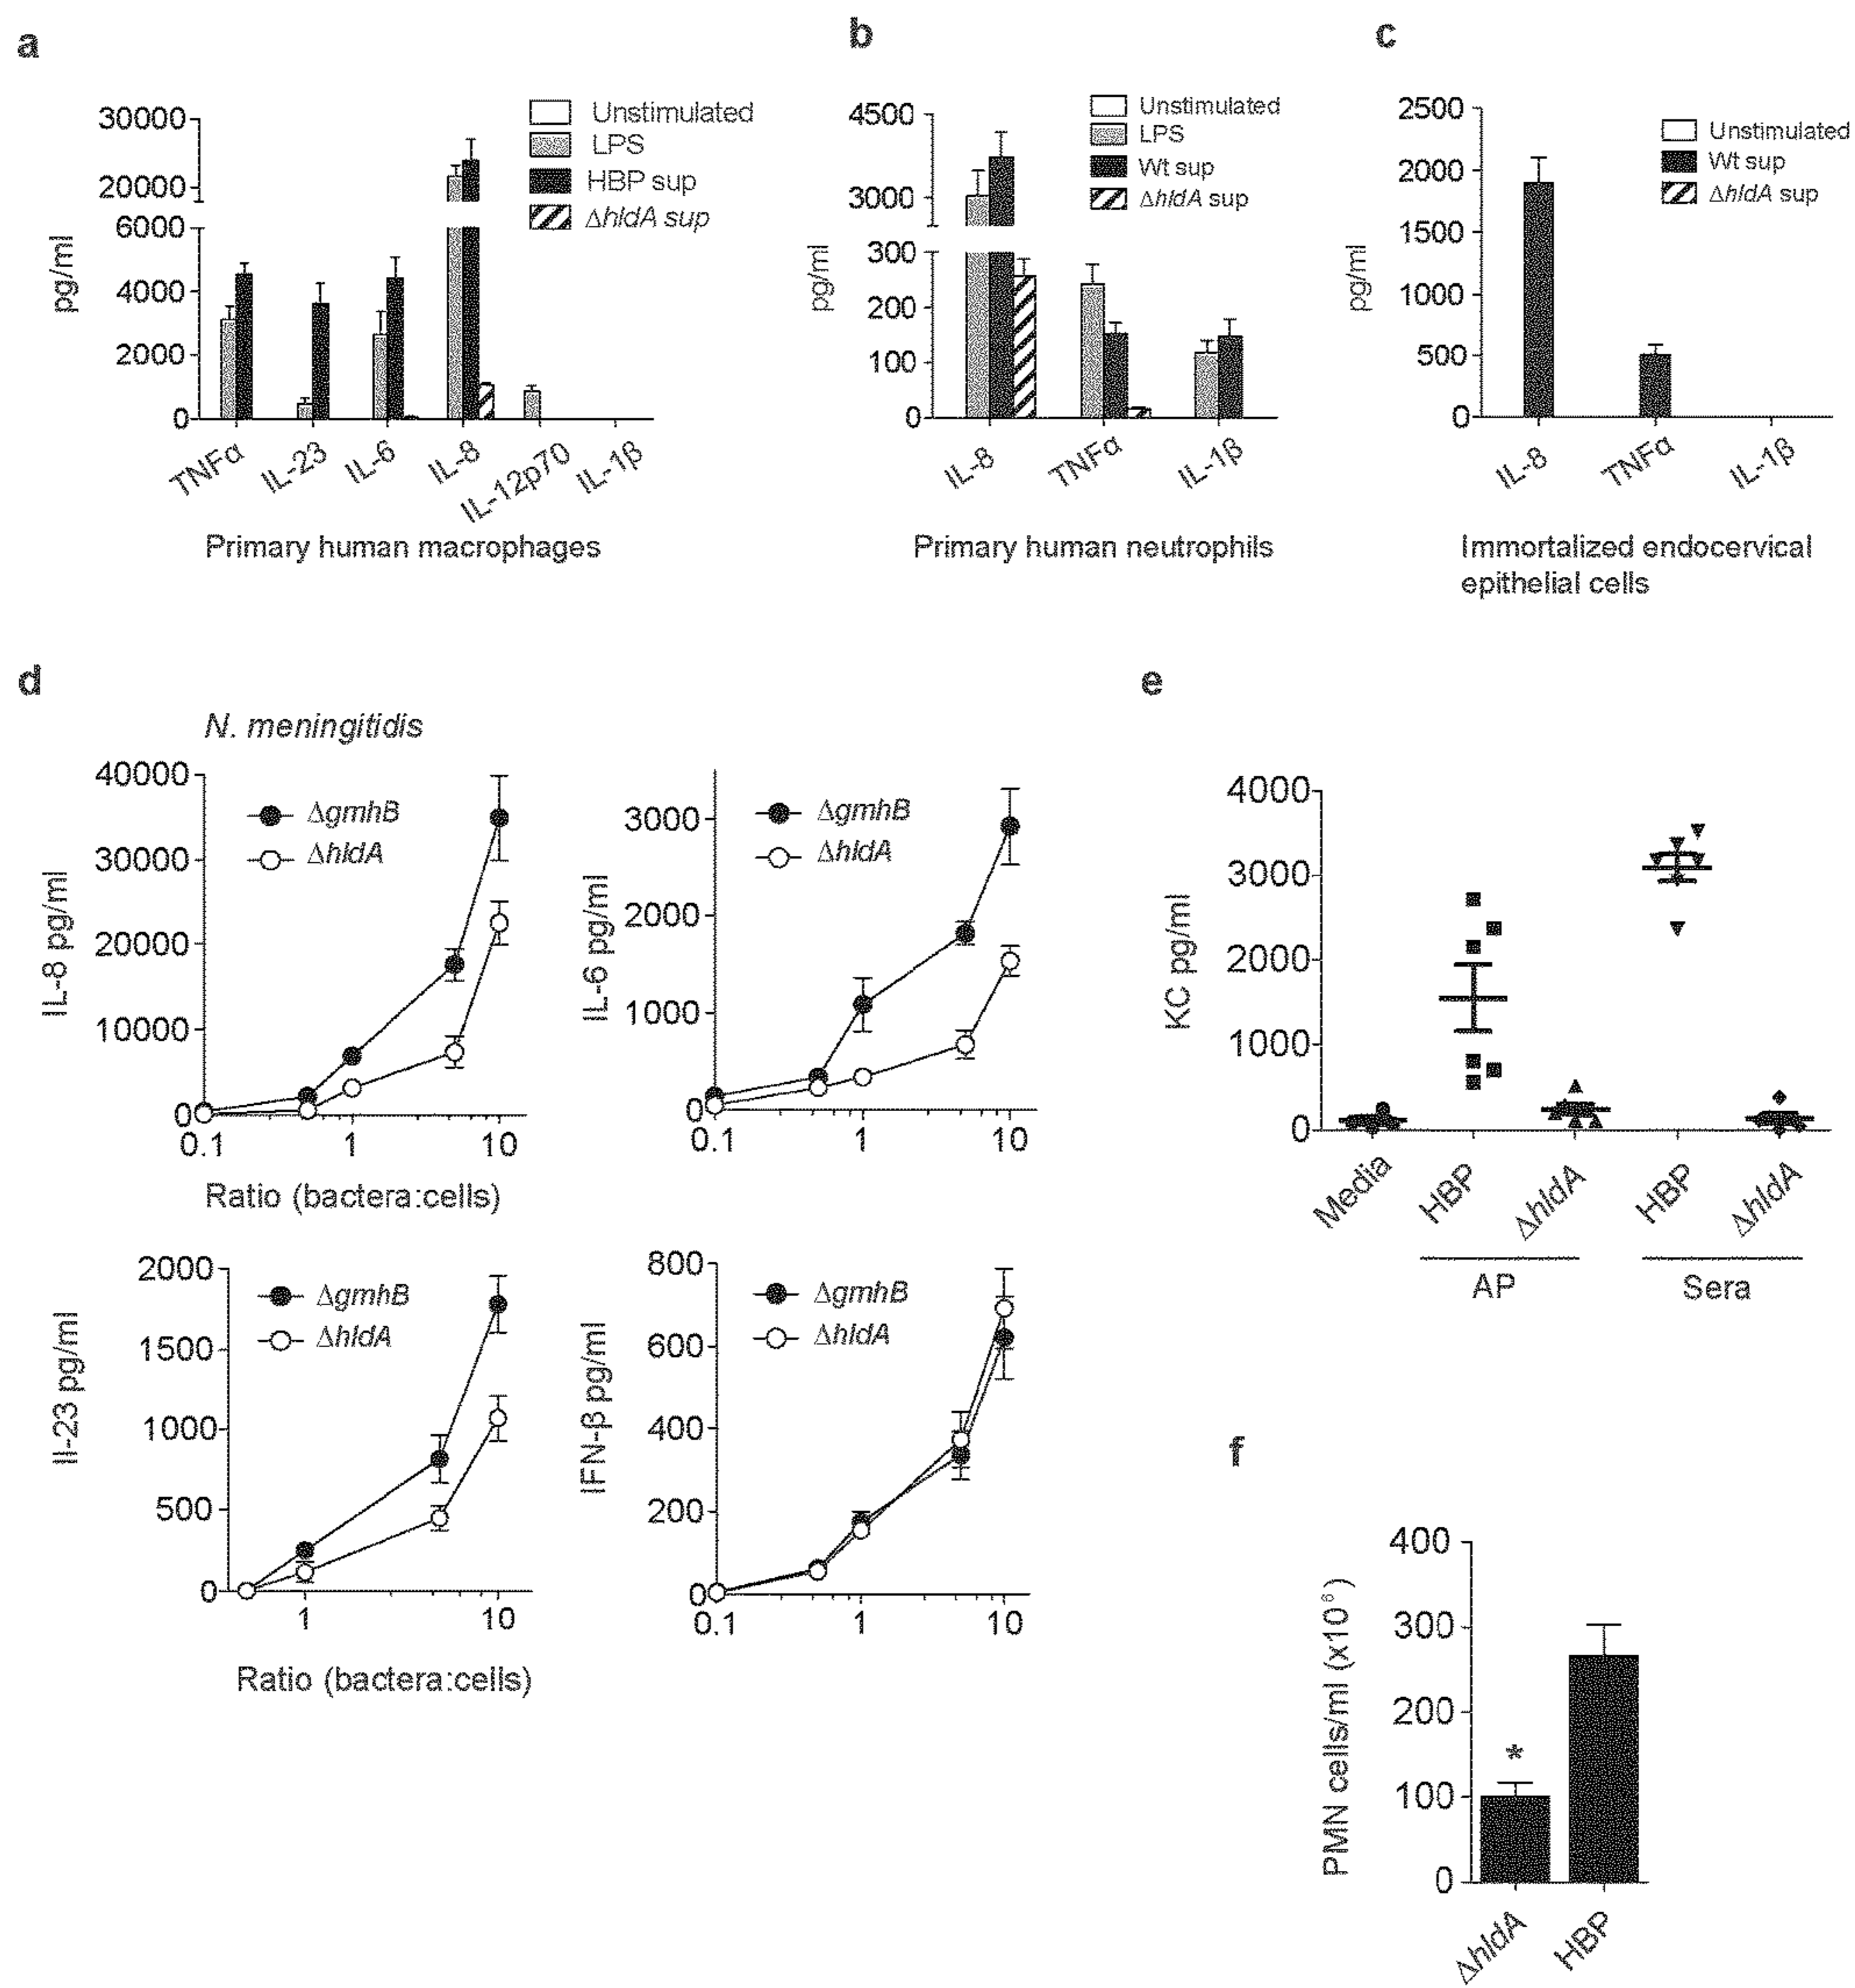 a
30000
20000
6000
4000
2000
0
pg/ml
Unstimulated
LPS
HBP sup
ΔhldA sup
TNFα
IL-23
IL-6
IL-8
IL-12p70
IL-1β
Primary human macrophages
b
4500
3000
300
200
100
0
pg/ml
Unstimulated
LPS
Wt sup
ΔhldA sup
IL-8
TNFα
IL-1β
Primary human neutrophils
c
2500
2000
1500
1000
500
0
pg/ml
Unstimulated
Wt sup
ΔhldA sup
IL-8
TNFα
IL-1β
Immortalized endocervical
epithelial cells
d
N. meningitidis
40000
30000
20000
10000
0
IL-8 pg/ml
ΔgmhB
ΔhldA
0.1
1
10
Ratio (bactera:cells)
3000
2000
1000
0
IL-6 pg/ml
ΔgmhB
ΔhldA
0.1
1
10
2000
1500
1000
500
0
Il-23 pg/ml
ΔgmhB
ΔhldA
1
10
Ratio (bactera:cells)
800
600
400
200
0
IFN-β pg/ml
ΔgmhB
ΔhldA
0.1
1
10
e
4000
3000
2000
1000
0
KC pg/ml
Media
HBP
ΔhldA
HBP
ΔhldA
AP
Sera
f
400
300
200
100
0
PMN cells/ml (x10⁶)
*
ΔhldA
HBP